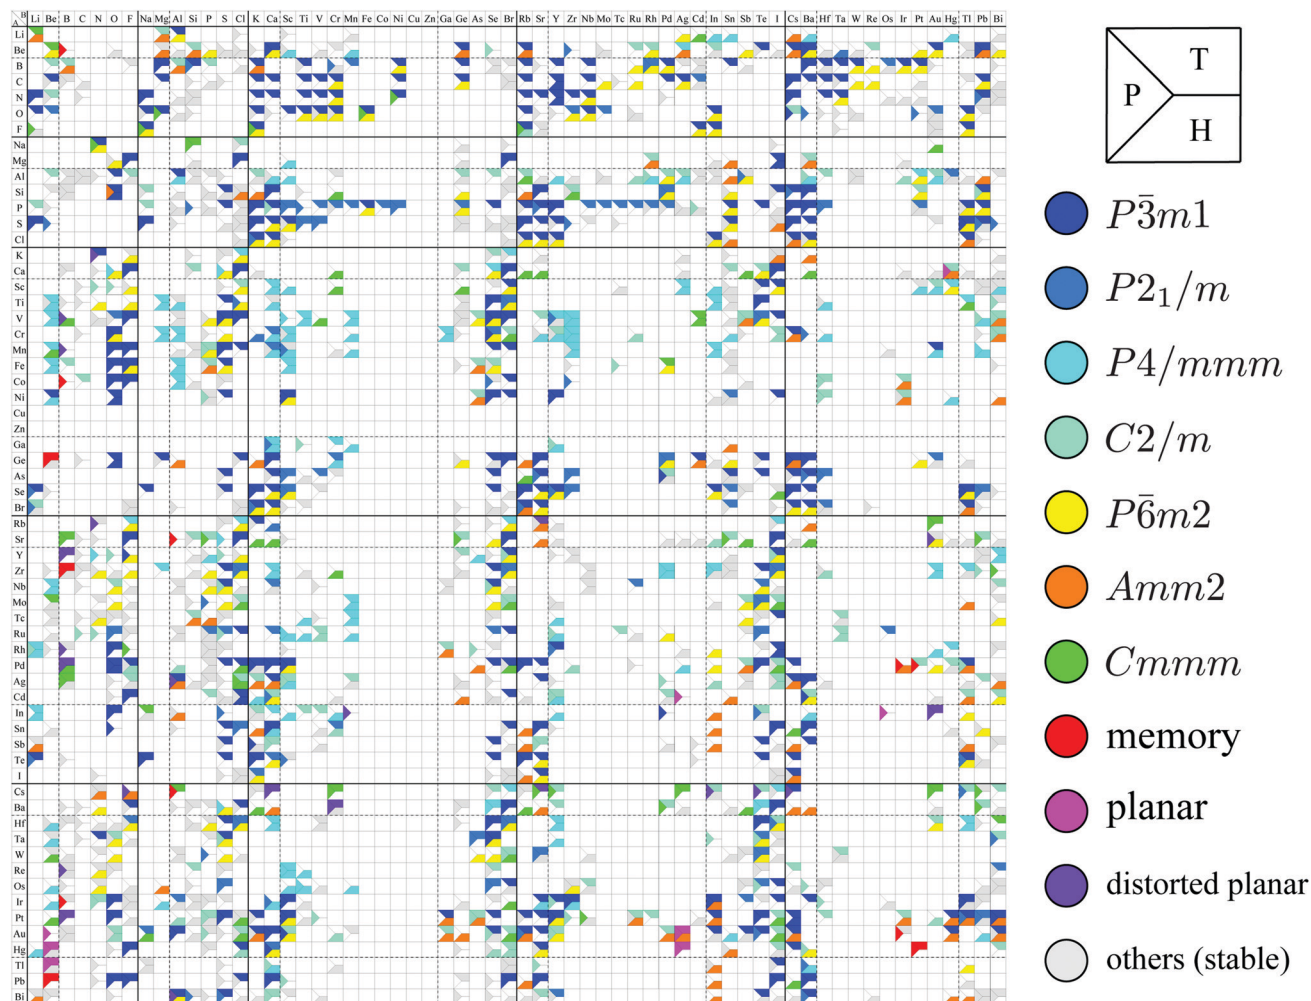 B
A
Li Be B C N O F Na Mg Al Si P S Cl K Ca Sc Ti V Cr Mn Fe Co Ni Cu Zn Ga Ge As Se Br Rb Sr Y Zr Nb Mo Tc Ru Rh Pd Ag Cd In Sn Sb Te I Cs Ba Hf Ta W Re Os Ir Pt Au Hg Tl Pb Bi
Li
Be
B
C
N
O
F
Na
Mg
Al
Si
P
S
Cl
K
Ca
Sc
Ti
V
Cr
Mn
Fe
Co
Ni
Cu
Zn
Ga
Ge
As
Se
Br
Rb
Sr
Y
Zr
Nb
Mo
Tc
Ru
Rh
Pd
Ag
Cd
In
Sn
Sb
Te
I
Cs
Ba
Hf
Ta
W
Re
Os
Ir
Pt
Au
Hg
Tl
Pb
Bi
T
P
H
P3̄m1
P2₁/m
P4/mmm
C2/m
P6̄m2
Amm2
Cmmm
memory
planar
distorted planar
others (stable)